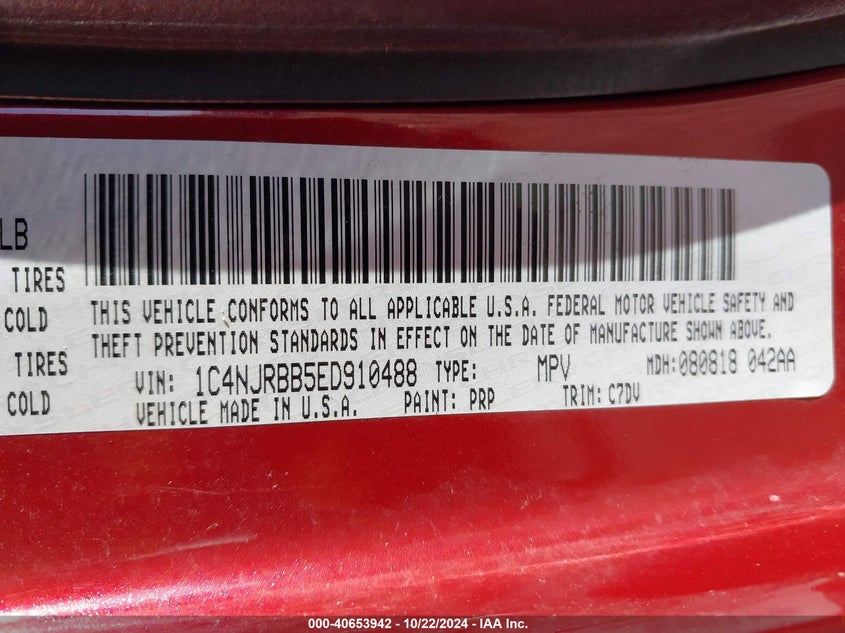 LB
TIRES
COLD
TIRES
COLD
THIS VEHICLE CONFORMS TO ALL APPLICABLE U.S.A. FEDERAL MOTOR VEHICLE SAFETY AND
THEFT PREVENTION STANDARDS IN EFFECT ON THE DATE OF MANUFACTURE SHOWN ABOVE.
VIN: 1C4NJRBB5ED910488 TYPE: MPV MDH:080818 042AA
VEHICLE MADE IN U.S.A. PAINT: PRP TRIM: C7DV
000-40653942 - 10/22/2024 - IAA Inc.